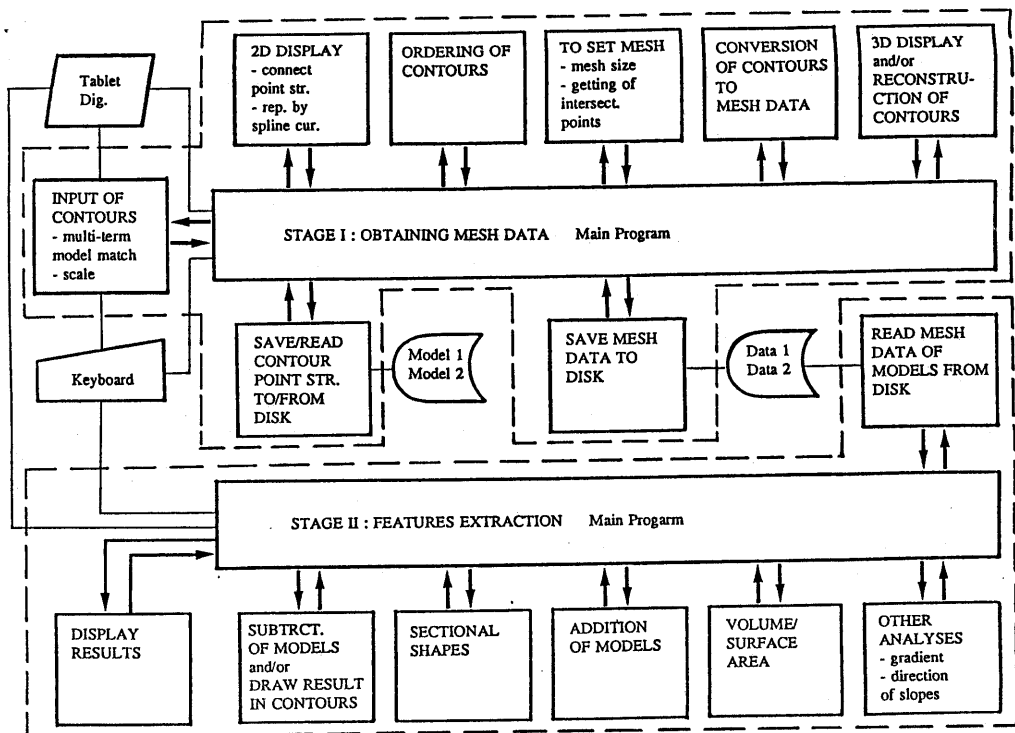 Tablet
Dig.
2D DISPLAY
- connect
point str.
- rep. by
spline cur.
ORDERING OF
CONTOURS
TO SET MESH
- mesh size
- getting of
intersect.
points
CONVERSION
OF CONTOURS
TO
MESH DATA
3D DISPLAY
and/or
RECONSTRU-
CTION OF
CONTOURS
INPUT OF
CONTOURS
- multi-term
model match
- scale
STAGE I : OBTAINING MESH DATA Main Program
Keyboard
SAVE/READ
CONTOUR
POINT STR.
TO/FROM
DISK
Model 1
Model 2
SAVE MESH
DATA TO
DISK
Data 1
Data 2
READ MESH
DATA OF
MODELS FROM
DISK
STAGE II : FEATURES EXTRACTION Main Progarm
DISPLAY
RESULTS
SUBTRCT.
OF MODELS
and/or
DRAW RESULT
IN CONTOURS
SECTIONAL
SHAPES
ADDITION
OF MODELS
VOLUME/
SURFACE
AREA
OTHER
ANALYSES
- gradient
- direction
of slopes